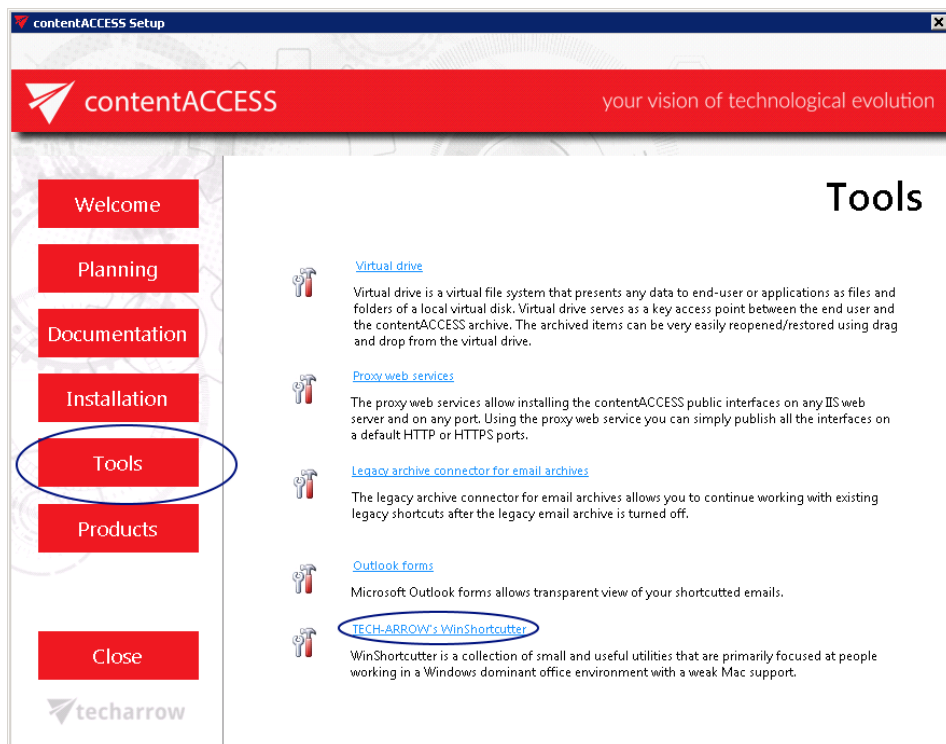 contentACCESS Setup
contentACCESS
your vision of technological evolution
Welcome
Planning
Documentation
Installation
Tools
Products
Close
techarrow
Tools
Virtual drive
Virtual drive is a virtual file system that presents any data to end-user or applications as files and
folders of a local virtual disk. Virtual drive serves as a key access point between the end user and
the contentACCESS archive. The archived items can be very easily reopened/restored using drag
and drop from the virtual drive.
Proxy web services
The proxy web services allow installing the contentACCESS public interfaces on any IIS web
server and on any port. Using the proxy web service you can simply publish all the interfaces on
a default HTTP or HTTPS ports.
Legacy archive connector for email archives
The legacy archive connector for email archives allows you to continue working with existing
legacy shortcuts after the legacy email archive is turned off.
Outlook forms
Microsoft Outlook forms allows transparent view of your shortcutted emails.
TECH-ARROW's WinShortcutter
WinShortcutter is a collection of small and useful utilities that are primarily focused at people
working in a Windows dominant office environment with a weak Mac support.